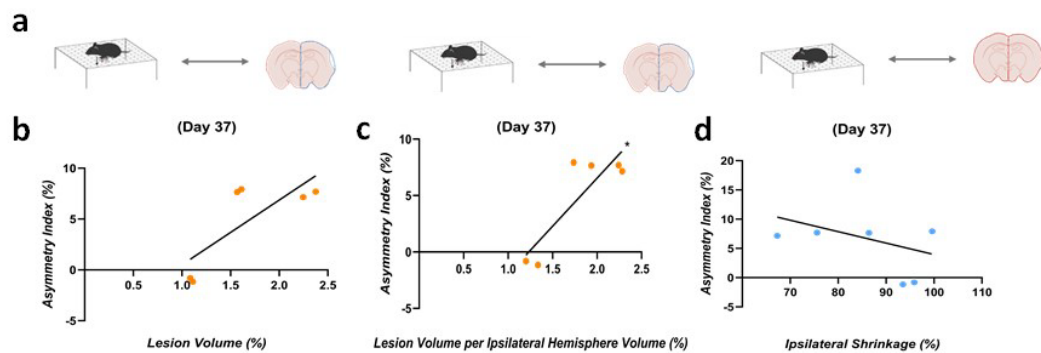 a
b
(Day 37)
Asymmetry Index (%)
10
5
0
-5
0.5
1.0
1.5
2.0
2.5
Lesion Volume (%)
c
(Day 37)
Asymmetry Index (%)
10
5
0
-5
0.5
1.0
1.5
2.0
2.5
*
Lesion Volume per Ipsilateral Hemisphere Volume (%)
d
(Day 37)
Asymmetry Index (%)
20
15
10
5
0
-5
70
80
90
100
110
Ipsilateral Shrinkage (%)